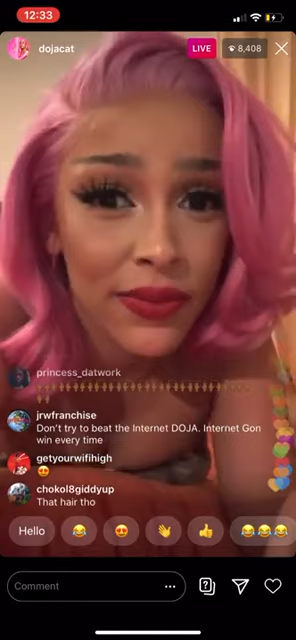 12:33
dojacat
LIVE
8,408
princess_datwork
jrwfranchise
Don't try to beat the Internet DOJA. Internet Gon
win every time
getyourwifihigh
chokol8giddyup
That hair tho
Hello
Comment